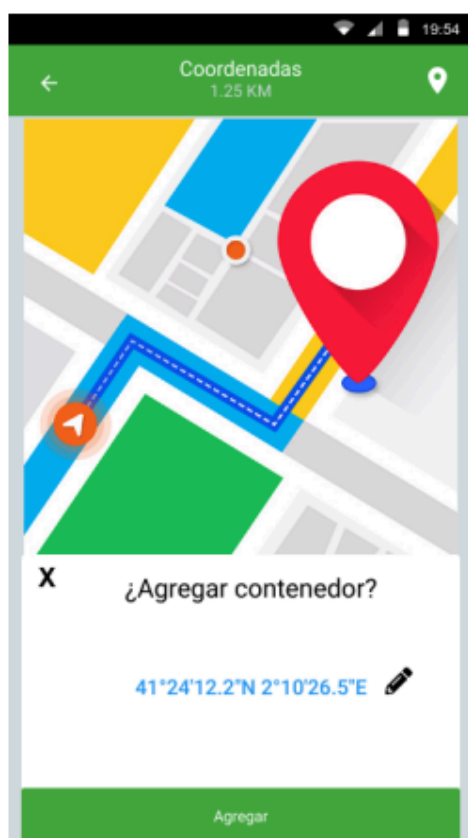 19:54
Coordenadas
1.25 KM
X
¿Agregar contenedor?
41°24'12.2"N 2°10'26.5"E
Agregar